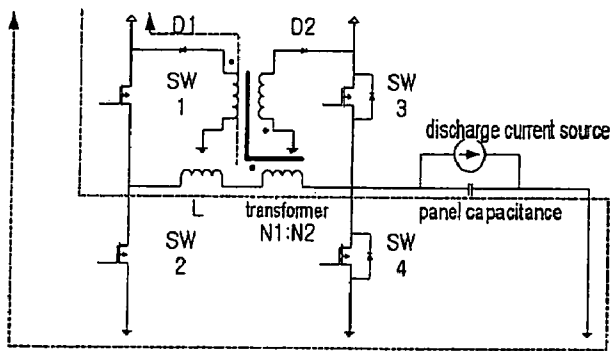 D1
D2
SW
1
SW
3
discharge current source
L
transformer
N1:N2
panel capacitance
SW
2
SW
4